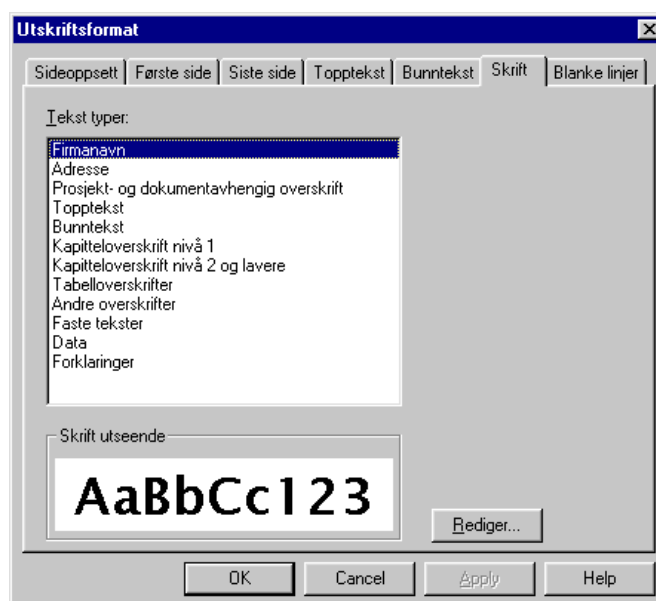 Utskriftsformat
Sideoppsett Første side Siste side Topptekst Bunntekst Skrift Blanke linjer
Tekst typer:
Firmanavn
Adresse
Prosjekt- og dokumentavhengig overskrift
Topptekst
Bunntekst
Kapitteloverskrift nivå 1
Kapitteloverskrift nivå 2 og lavere
Tabelloverskrifter
Andre overskrifter
Faste tekster
Data
Forklaringer
Skrift utseende
AaBbCc123
Rediger...
OK Cancel Apply Help